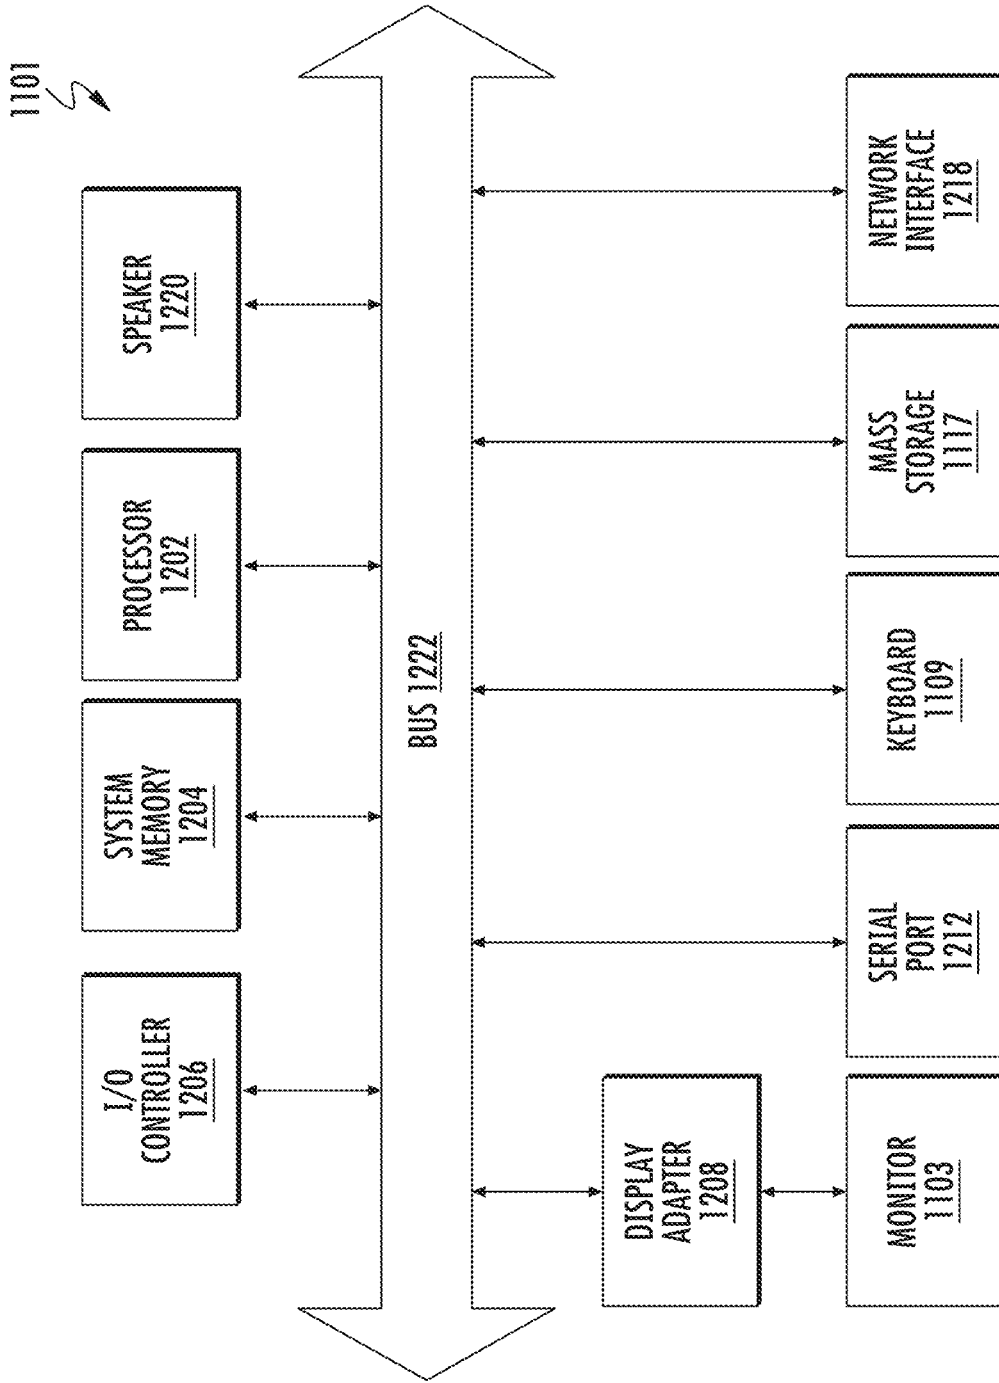 1101
I/O
CONTROLLER
1206
SYSTEM
MEMORY
1204
PROCESSOR
1202
SPEAKER
1220
BUS 1222
DISPLAY
ADAPTER
1208
MONITOR
1103
SERIAL
PORT
1212
KEYBOARD
1109
MASS
STORAGE
1117
NETWORK
INTERFACE
1218